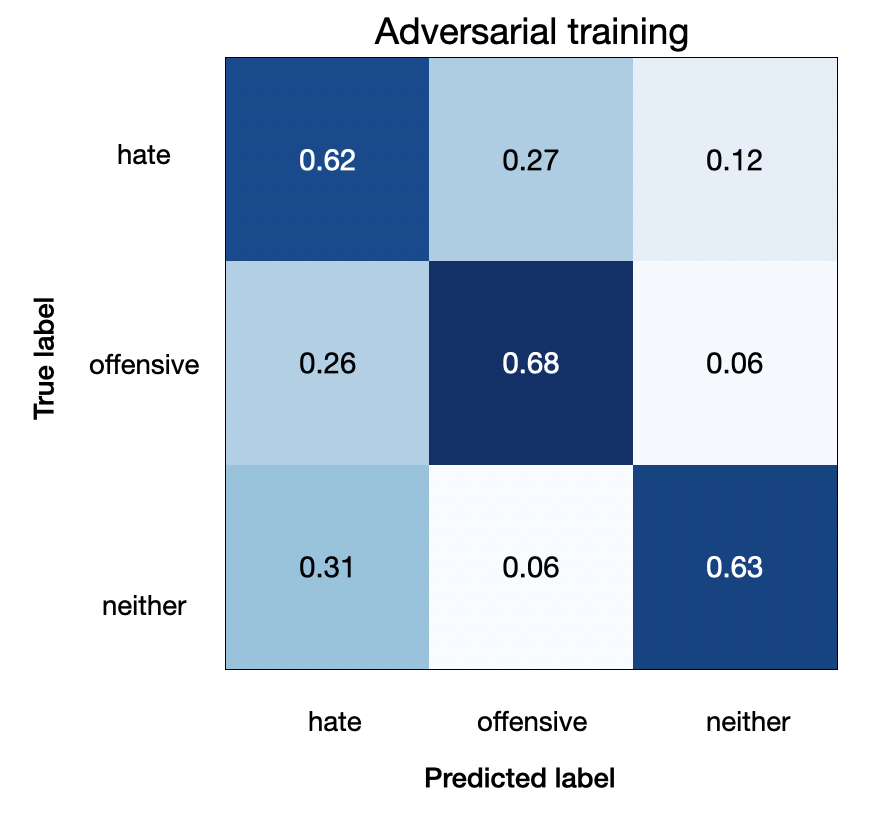 Adversarial training
hate
0.62
0.27
0.12
True label
offensive
0.26
0.68
0.06
neither
0.31
0.06
0.63
hate
offensive
neither
Predicted label